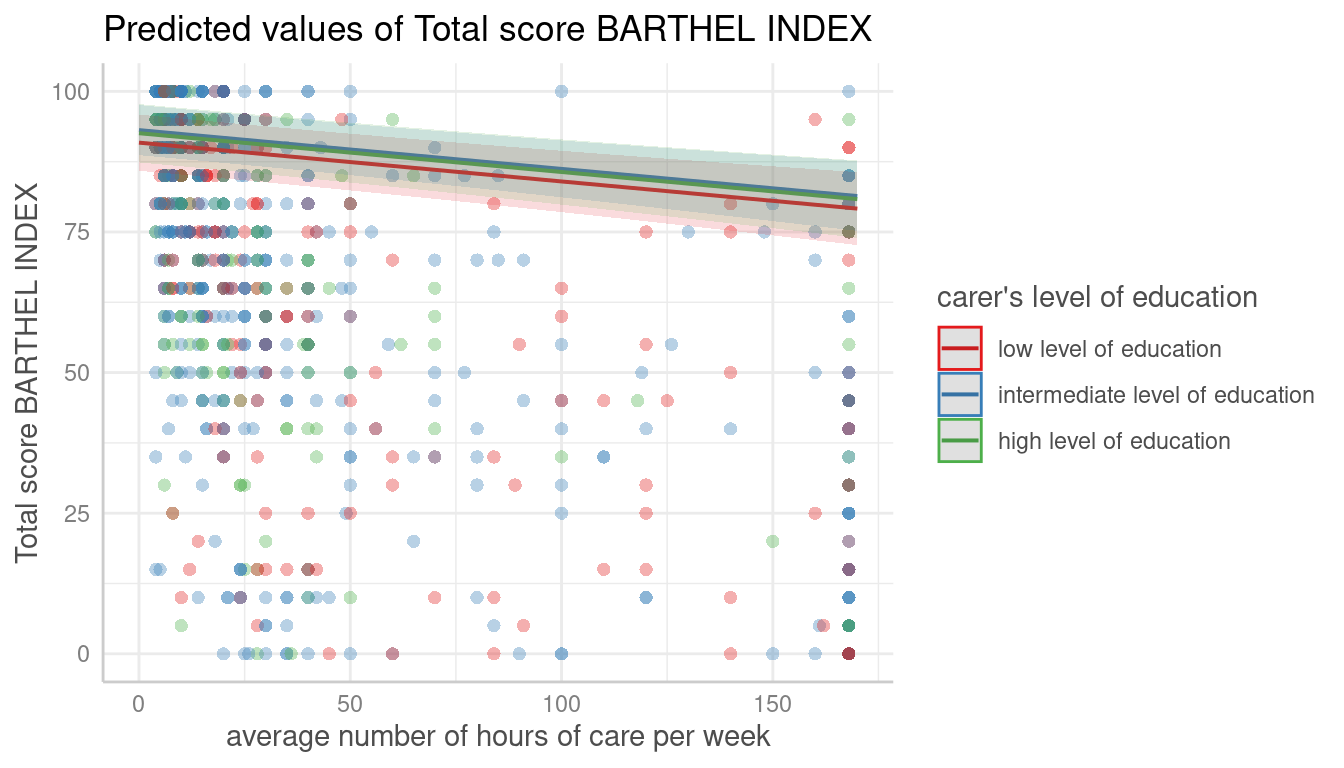 Predicted values of Total score BARTHEL INDEX
Total score BARTHEL INDEX
100
75
50
25
0
0 50 100 150
average number of hours of care per week
carer's level of education
low level of education
intermediate level of education
high level of education